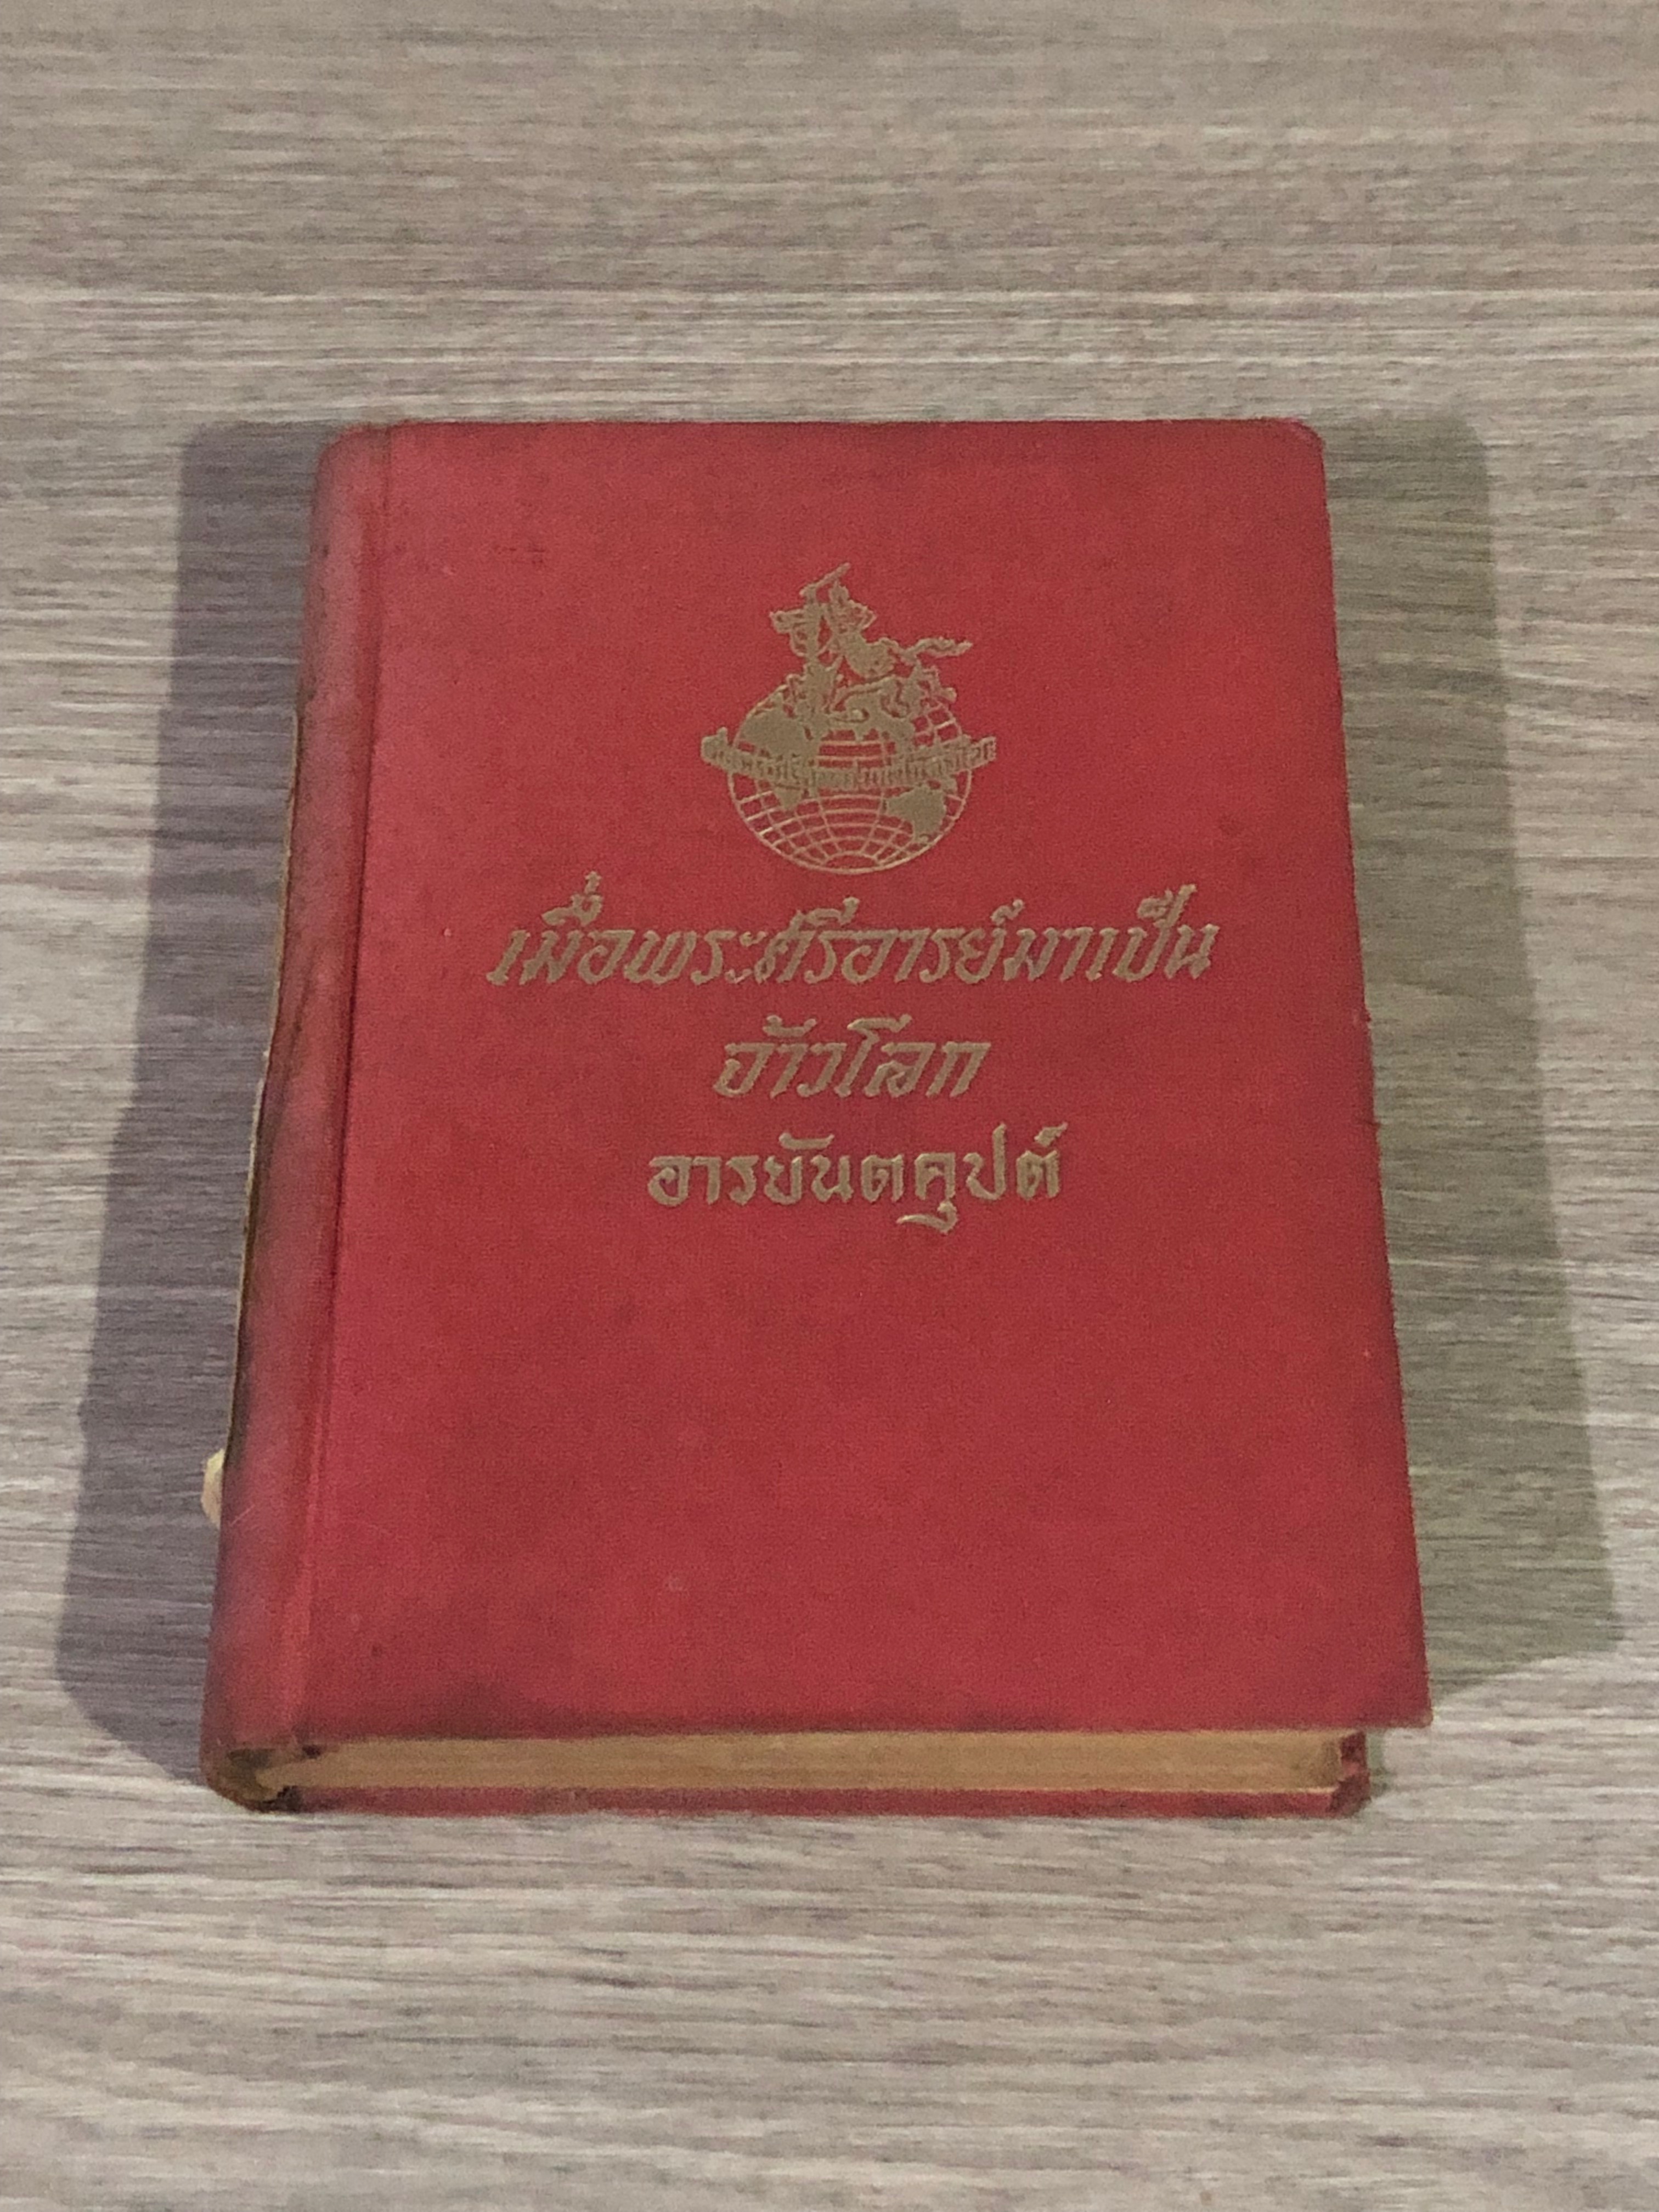 เมื่อพระศรีอารย์มาเป็น
จ้าวโลก
อารยันตคุปต์